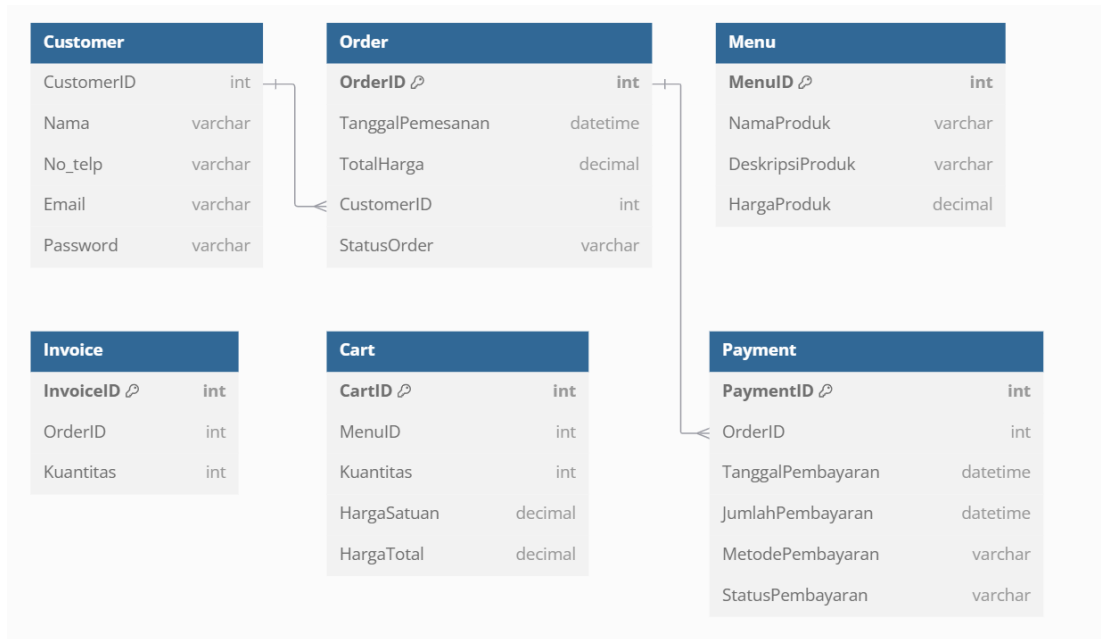 Customer
CustomerID int
Nama varchar
No_telp varchar
Email varchar
Password varchar
Order
OrderID int
TanggalPemesanan datetime
TotalHarga decimal
CustomerID int
StatusOrder varchar
Menu
MenuID int
NamaProduk varchar
DeskripsiProduk varchar
HargaProduk decimal
Invoice
InvoiceID int
OrderID int
Kuantitas int
Cart
CartID int
MenuID int
Kuantitas int
HargaSatuan decimal
HargaTotal decimal
Payment
PaymentID int
OrderID int
TanggalPembayaran datetime
JumlahPembayaran datetime
MetodePembayaran varchar
StatusPembayaran varchar